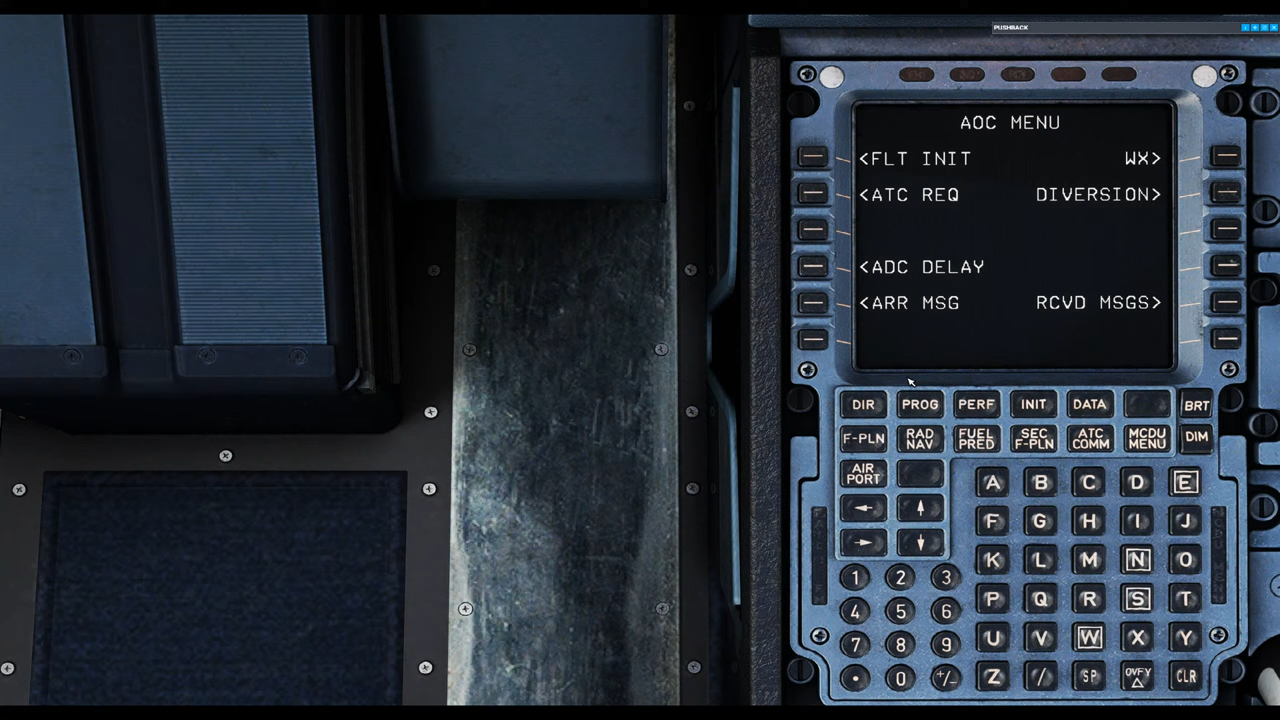 PUSHBACK
AOC MENU
<FLT INIT WX>
<ATC REQ DIVERSION>
<ADC DELAY
<ARR MSG RCVD MSGS>
DIR PROG PERF INIT DATA BRT
F-PLN RAD NAV FUEL PRED SEC F-PLN ATC COMM MCDU MENU DIM
AIR PORT
A B C D E
F G H I J
K L M N O
1 2 3
P Q R S T
4 5 6
U V W X Y
7 8 9
Z / SP OVFY Δ CLR
. 0 +/-